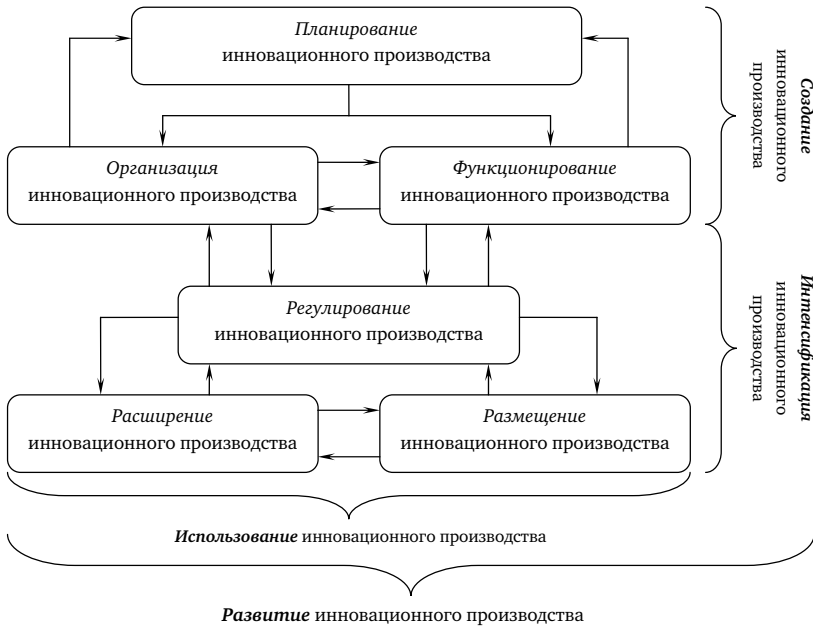 Планирование
инновационного производства
Создание
инновационного
производства
Организация
инновационного производства
Функционирование
инновационного производства
Регулирование
инновационного производства
Интенсификация
инновационного
производства
Расширение
инновационного производства
Размещение
инновационного производства
Использование инновационного производства
Развитие инновационного производства